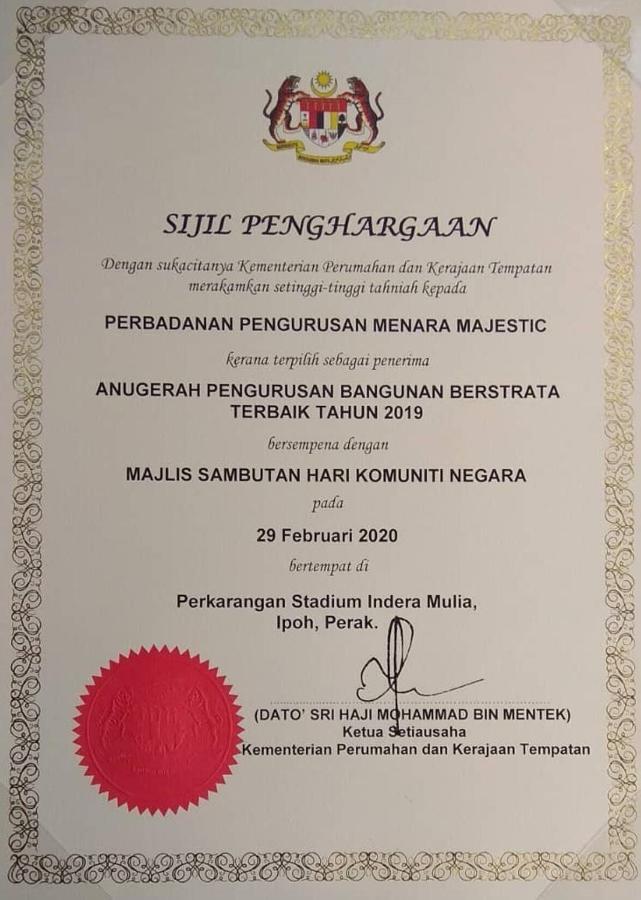 SIJIL PENGHARGAAN
Dengan sukacitanya Kementerian Perumahan dan Kerajaan Tempatan
merakamkan setinggi-tinggi tahniah kepada
PERBADANAN PENGURUSAN MENARA MAJESTIC
kerana terpilih sebagai penerima
ANUGERAH PENGURUSAN BANGUNAN BERSTRATA
TERBAIK TAHUN 2019
bersempena dengan
MAJLIS SAMBUTAN HARI KOMUNITI NEGARA
pada
29 Februari 2020
bertempat di
Perkarangan Stadium Indera Mulia,
Ipoh, Perak.
(DATO' SRI HAJI MOHAMMAD BIN MENTEK)
Ketua Setiausaha
Kementerian Perumahan dan Kerajaan Tempatan